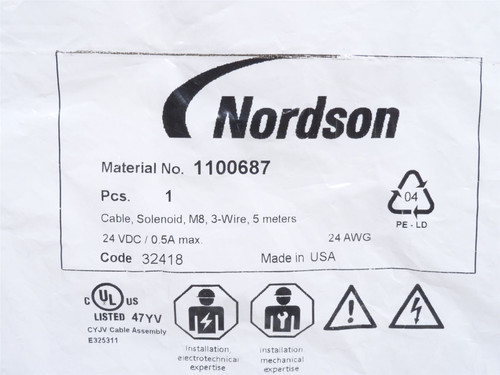 Nordson
Material No. 1100687
Pcs. 1
Cable, Solenoid, M8, 3-Wire, 5 meters
24 VDC / 0.5A max.
24 AWG
Code 32418
Made in USA
04
PE - LD
C UL US
LISTED 47YV
CYJV Cable Assembly
E325311
Installation
electrotechnical
expertise
Installation
mechanical
expertise